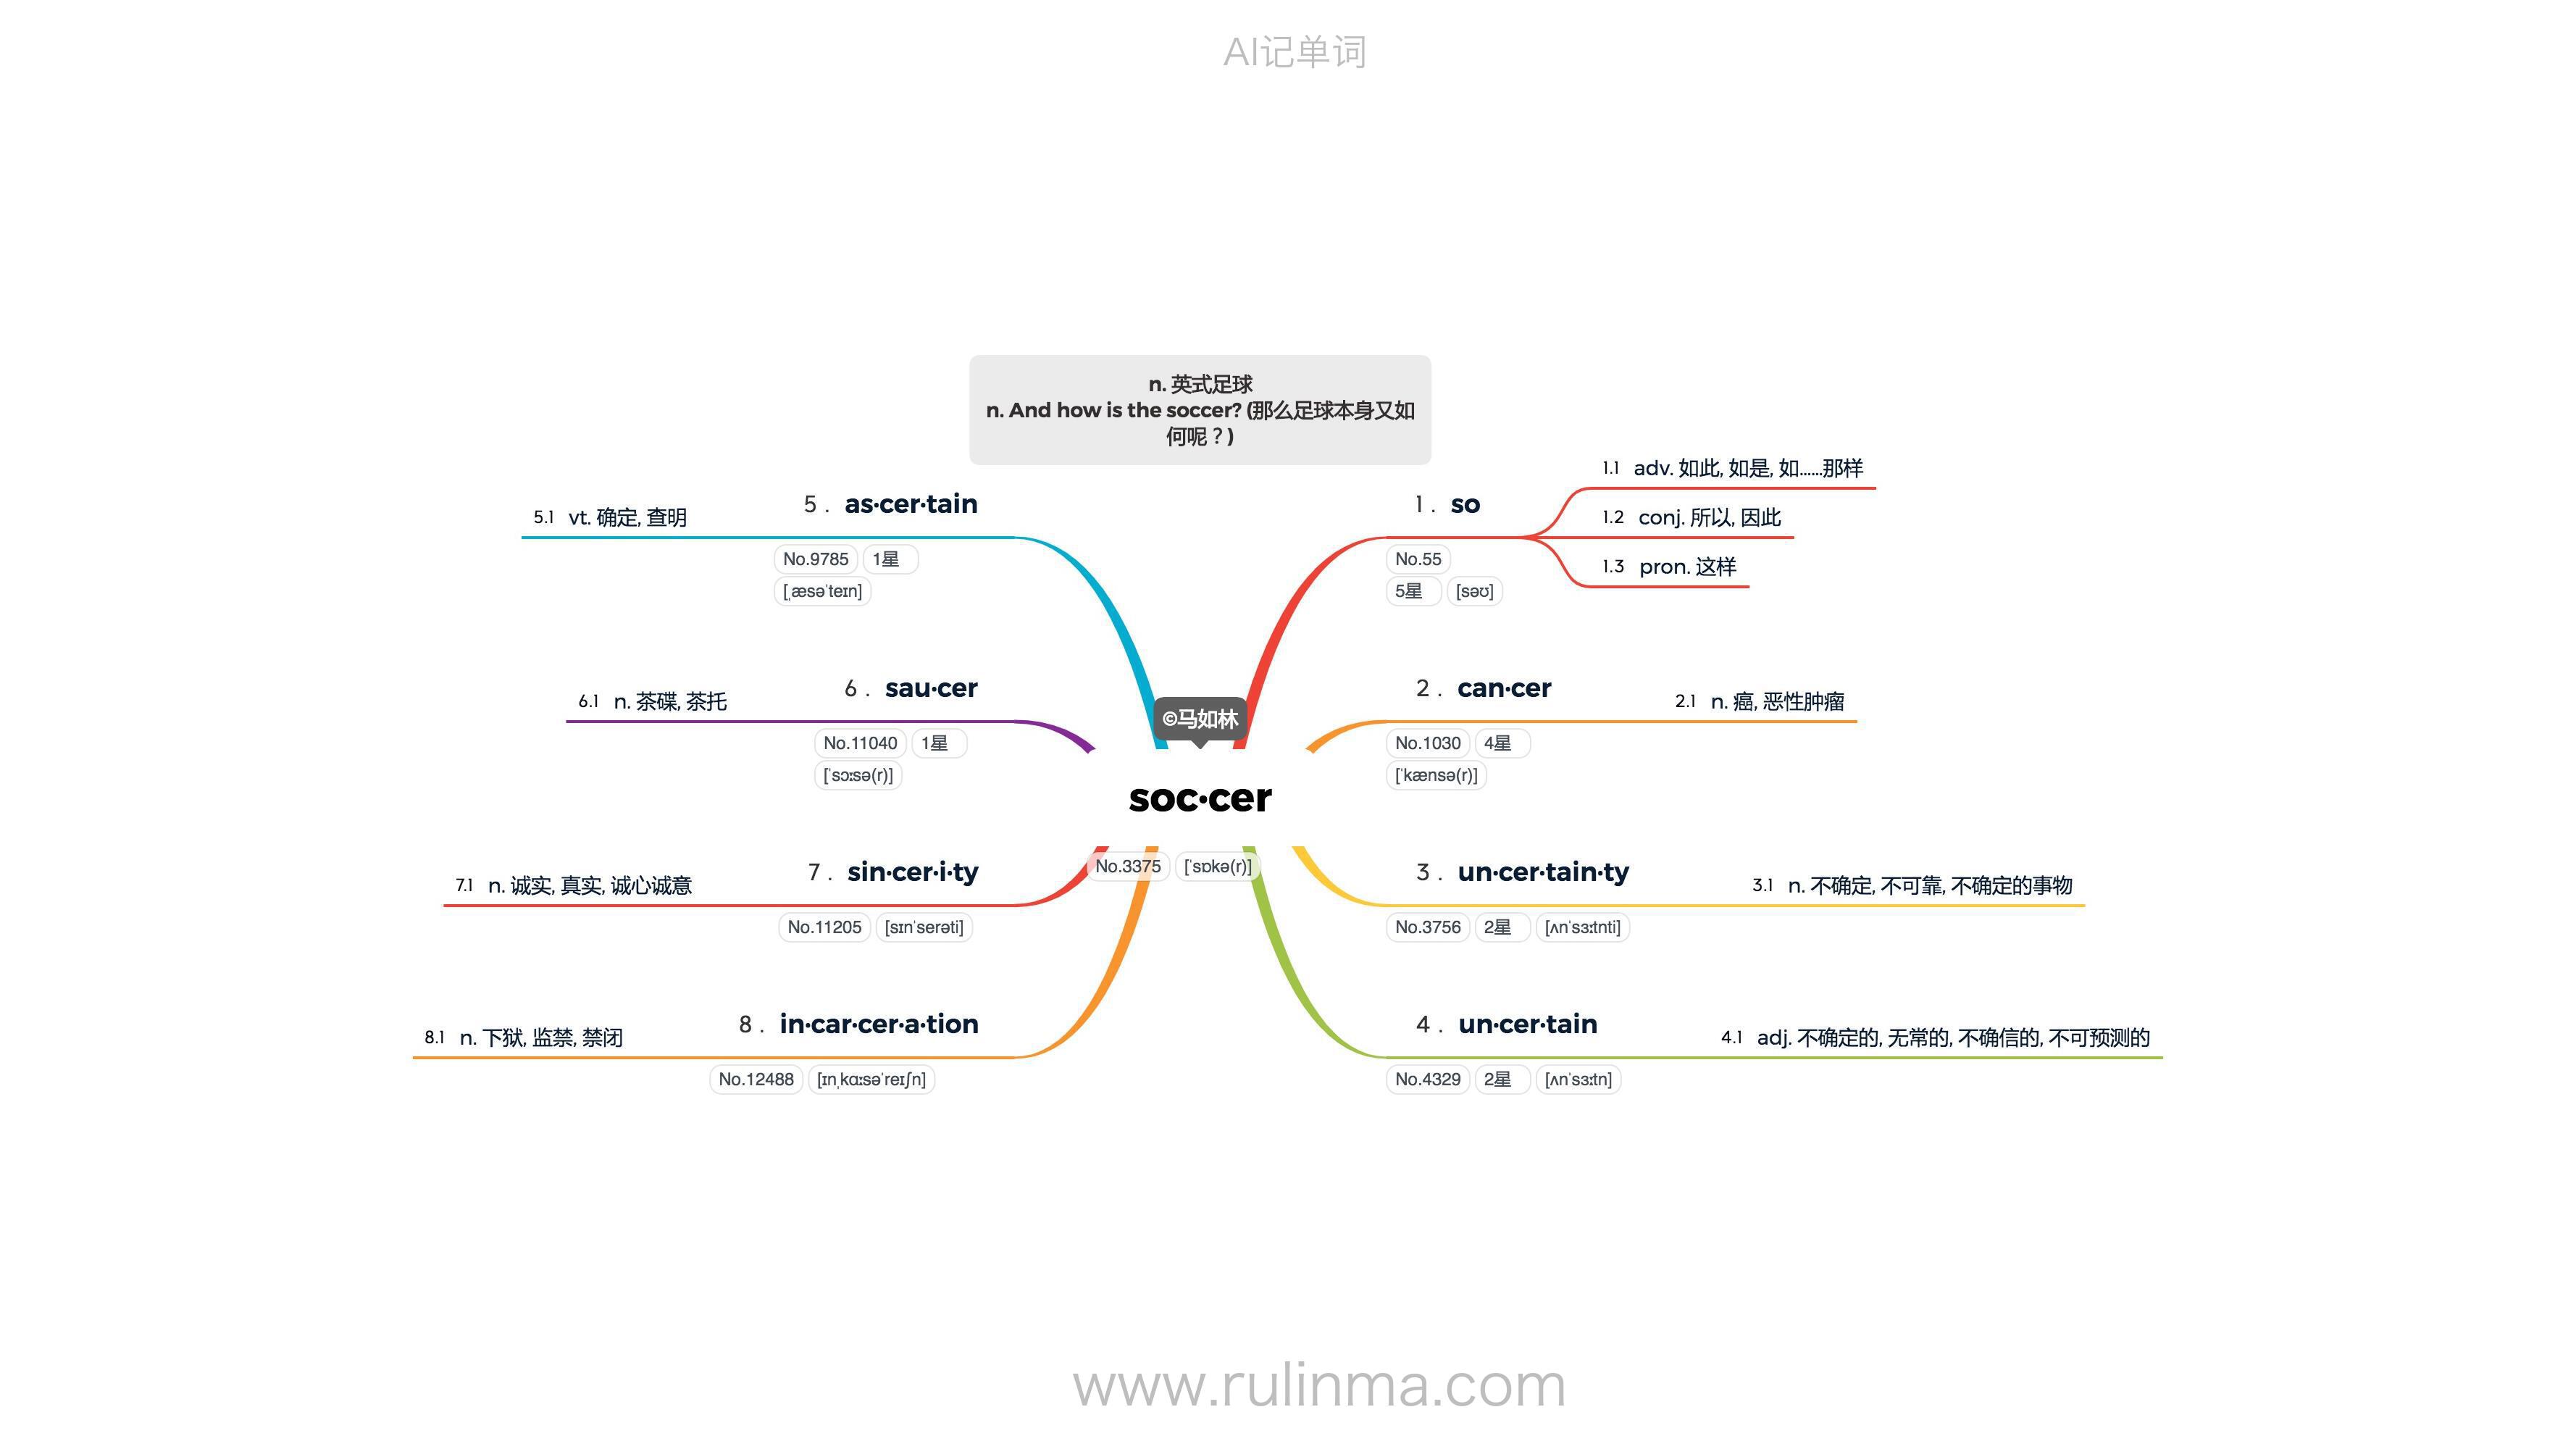 AI记单词
n. 英式足球
n. And how is the soccer? (那么足球本身又如
何呢？)
©马如林
soc·cer
No.3375 [ˈsɒkə(r)]
1 . so
No.55
5星 [səʊ]
1.1 adv. 如此, 如是, 如……那样
1.2 conj. 所以, 因此
1.3 pron. 这样
2 . can·cer
No.1030 4星
[ˈkænsə(r)]
2.1 n. 癌, 恶性肿瘤
3 . un·cer·tain·ty
No.3756 2星 [ʌnˈsɜːtnti]
3.1 n. 不确定, 不可靠, 不确定的事物
4 . un·cer·tain
No.4329 2星 [ʌnˈsɜːtn]
4.1 adj. 不确定的, 无常的, 不确信的, 不可预测的
5 . as·cer·tain
No.9785 1星
[ˌæsəˈteɪn]
5.1 vt. 确定, 查明
6 . sau·cer
No.11040 1星
[ˈsɔːsə(r)]
6.1 n. 茶碟, 茶托
7 . sin·cer·i·ty
No.11205 [sɪnˈserəti]
7.1 n. 诚实, 真实, 诚心诚意
8 . in·car·cer·a·tion
No.12488 [ɪnˌkɑːsəˈreɪʃn]
8.1 n. 下狱, 监禁, 禁闭
www.rulinma.com